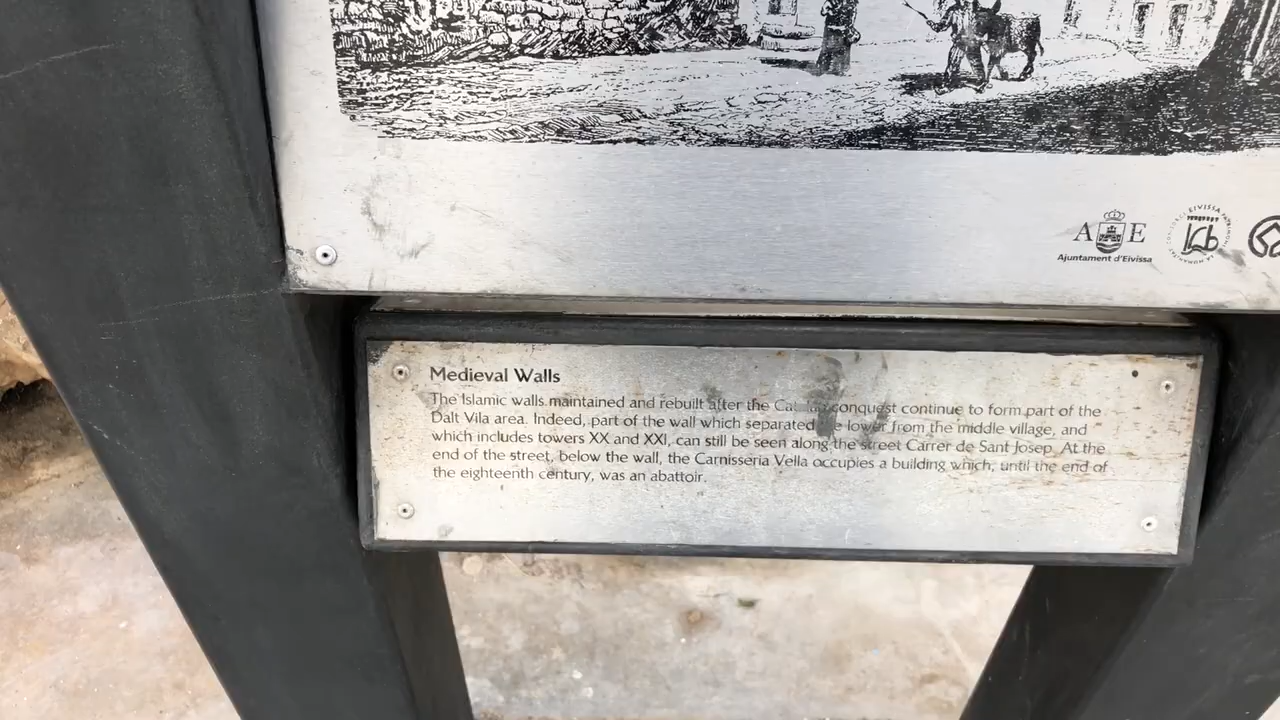 A E
Ajuntament d'Eivissa
Medieval Walls
The Islamic walls maintained and rebuilt after the conquest continue to form part of the
Dalt Vila area. Indeed, part of the wall which separated lower from the middle village, and
which includes towers XX and XXI, can still be seen along the street Carrer de Sant Josep. At the
end of the street, below the wall, the Carnisseria Vella occupies a building which, until the end of
the eighteenth century, was an abattoir.